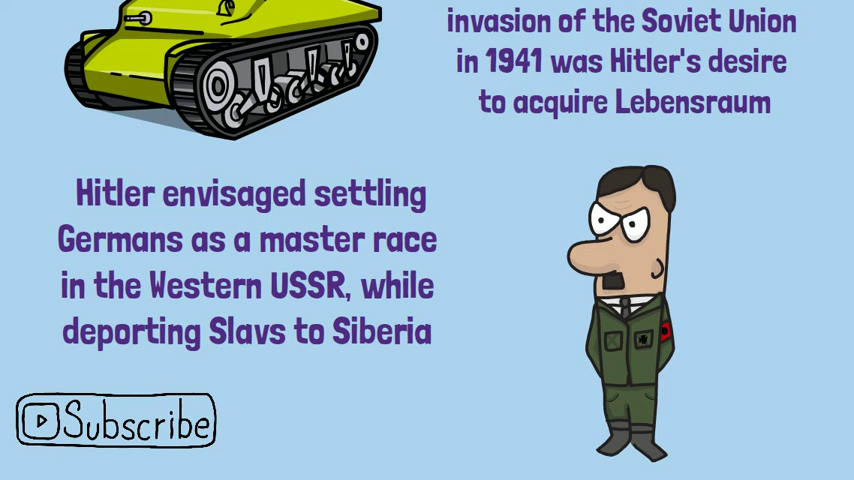 invasion of the Soviet Union
in 1941 was Hitler's desire
to acquire Lebensraum
Hitler envisaged settling
Germans as a master race
in the Western USSR, while
deporting Slavs to Siberia
Subscribe